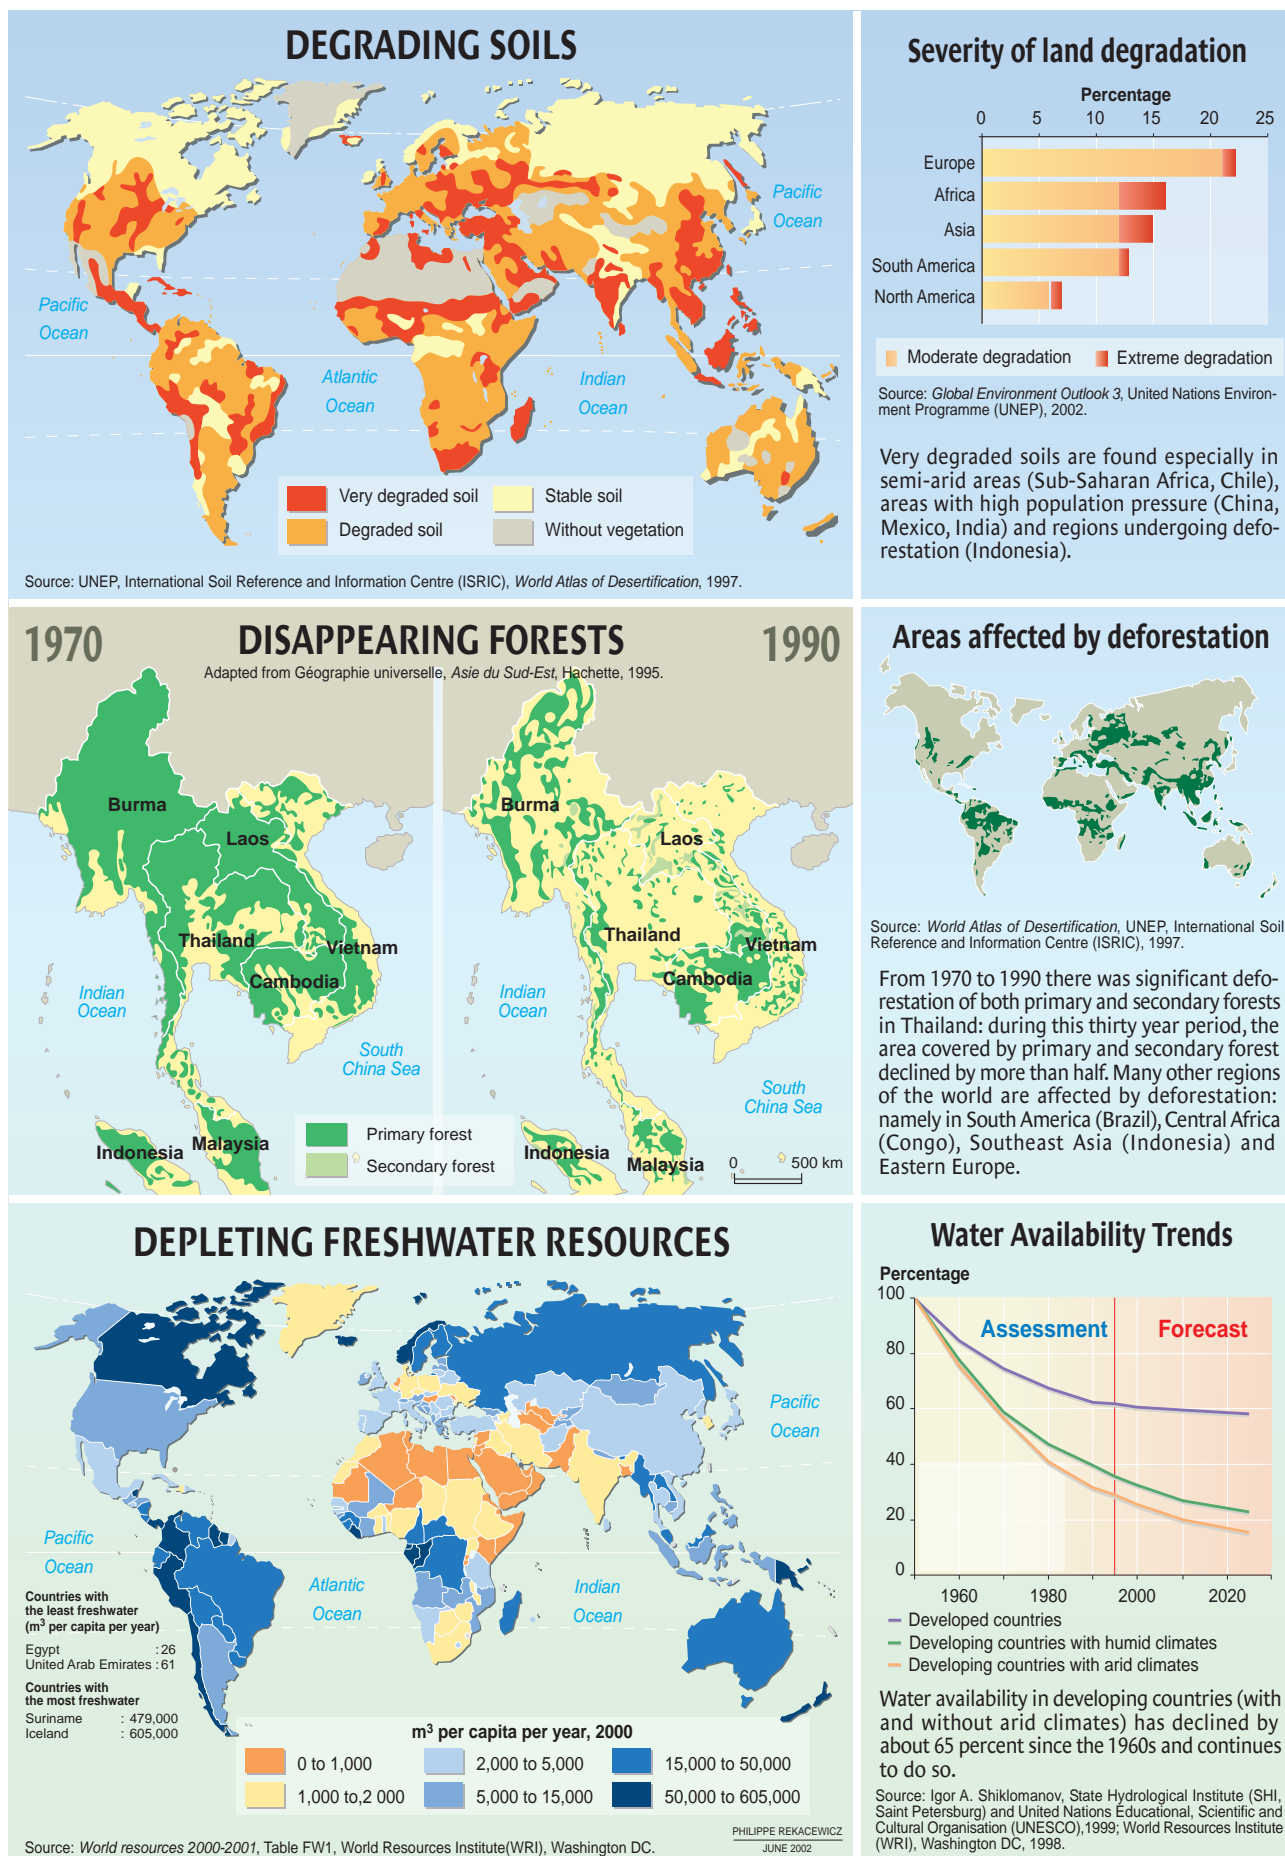 DEGRADING SOILS
Pacific
Ocean
Pacific
Ocean
Atlantic
Ocean
Indian
Ocean
Very degraded soil
Stable soil
Degraded soil
Without vegetation
Source: UNEP, International Soil Reference and Information Centre (ISRIC), World Atlas of Desertification, 1997.
Severity of land degradation
Percentage
0 5 10 15 20 25
Europe
Africa
Asia
South America
North America
Moderate degradation
Extreme degradation
Source: Global Environment Outlook 3, United Nations Environ-
ment Programme (UNEP), 2002.
Very degraded soils are found especially in
semi-arid areas (Sub-Saharan Africa, Chile),
areas with high population pressure (China,
Mexico, India) and regions undergoing defo-
restation (Indonesia).
1970
DISAPPEARING FORESTS
1990
Adapted from Géographie universelle, Asie du Sud-Est, Hachette, 1995.
Burma
Laos
Thailand
Vietnam
Cambodia
Indian
Ocean
South
China Sea
Indonesia
Malaysia
Primary forest
Secondary forest
Burma
Laos
Thailand
Vietnam
Cambodia
Indian
Ocean
South
China Sea
Indonesia
Malaysia
0 500 km
Areas affected by deforestation
Source: World Atlas of Desertification, UNEP, International Soil
Reference and Information Centre (ISRIC), 1997.
From 1970 to 1990 there was significant defo-
restation of both primary and secondary forests
in Thailand: during this thirty year period, the
area covered by primary and secondary forest
declined by more than half. Many other regions
of the world are affected by deforestation:
namely in South America (Brazil), Central Africa
(Congo), Southeast Asia (Indonesia) and
Eastern Europe.
DEPLETING FRESHWATER RESOURCES
Pacific
Ocean
Pacific
Ocean
Atlantic
Ocean
Indian
Ocean
Countries with
the least freshwater
(m³ per capita per year)
Egypt : 26
United Arab Emirates : 61
Countries with
the most freshwater
Suriname : 479,000
Iceland : 605,000
m³ per capita per year, 2000
0 to 1,000
2,000 to 5,000
15,000 to 50,000
1,000 to,2 000
5,000 to 15,000
50,000 to 605,000
Source: World resources 2000-2001, Table FW1, World Resources Institute(WRI), Washington DC.
PHILIPPE REKACEWICZ
JUNE 2002
Water Availability Trends
Percentage
100
80
60
40
20
0
Assessment
Forecast
1960 1980 2000 2020
Developed countries
Developing countries with humid climates
Developing countries with arid climates
Water availability in developing countries (with
and without arid climates) has declined by
about 65 percent since the 1960s and continues
to do so.
Source: Igor A. Shiklomanov, State Hydrological Institute (SHI,
Saint Petersburg) and United Nations Educational, Scientific and
Cultural Organisation (UNESCO),1999; World Resources Institute
(WRI), Washington DC, 1998.